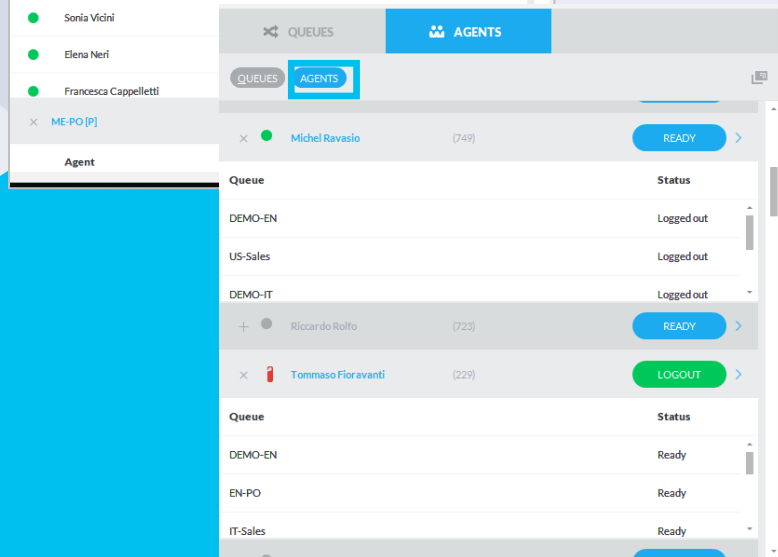 Sonia Vicini
Elena Neri
Francesca Cappelletti
ME-PO [P]
Agent
QUEUES AGENTS
QUEUES AGENTS
Michel Ravasio (749) READY
Queue Status
DEMO-EN Logged out
US-Sales Logged out
DEMO-IT Logged out
Riccardo Rolfo (723) READY
Tommaso Fioravanti (229) LOGOUT
Queue Status
DEMO-EN Ready
EN-PO Ready
IT-Sales Ready